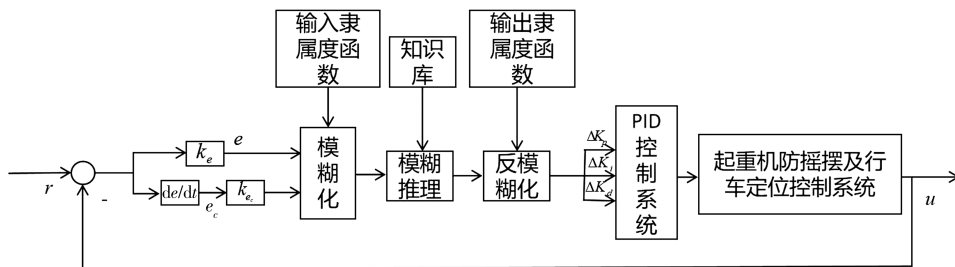 输入隶
属度函
数
知识
库
输出隶
属度函
数
r
-
k_e
e
de/dt
e_c
k_{e_c}
模
糊
化
模糊
推理
反模
糊化
ΔK_p
ΔK_i
ΔK_d
PID
控
制
系
统
起重机防摇摆及行
车定位控制系统
u